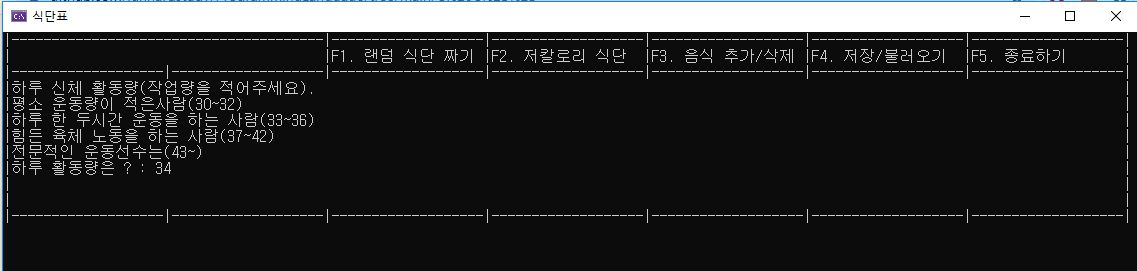 식단표
F1. 랜덤 식단 짜기|F2. 저칼로리 식단 |F3. 음식 추가/삭제 |F4. 저장/불러오기 |F5. 종료하기
하루 신체 활동량(작업량을 적어주세요).
평소 운동량이 적은사람(30~32)
하루 한 두시간 운동을 하는 사람(33~36)
힘든 육체 노동을 하는 사람(37~42)
전문적인 운동선수는(43~)
하루 활동량은 ? : 34